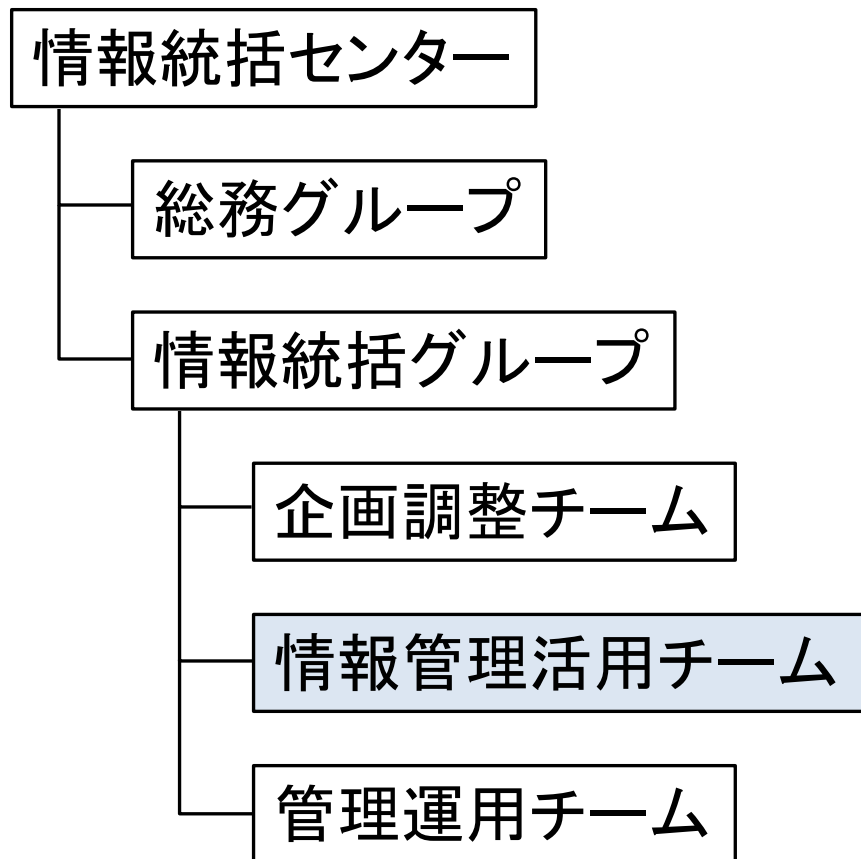 情報統括センター
総務グループ
情報統括グループ
企画調整チーム
情報管理活用チーム
管理運用チーム